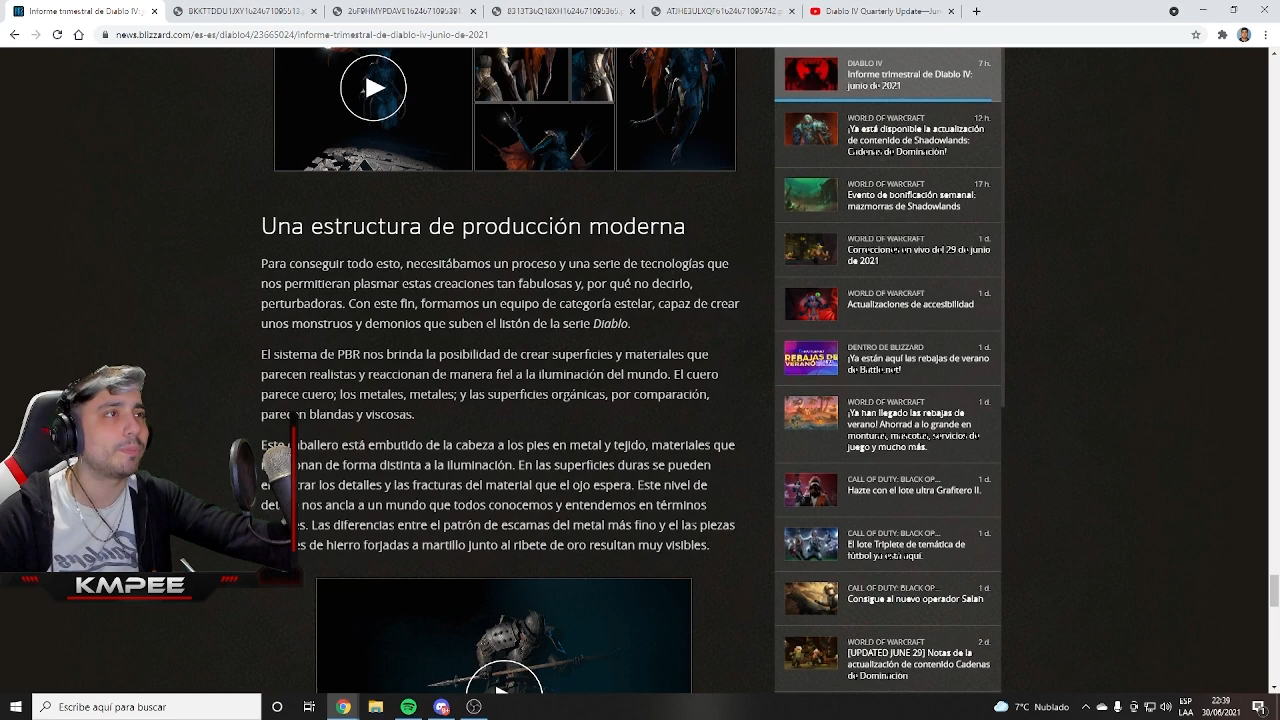 Informe trimestral de Diablo IV: j
BKKTTDDU1JXY1624671095513
26P9HMYPDAVE16246710953913
8313T3Q1BXH16246710953653
ATJHE3ULXQF616246710957423
Diablo IV Quarterly Update—June
news.blizzard.com/es-es/diablo4/23665024/informe-trimestral-de-diablo-iv-junio-de-2021
Una estructura de producción moderna
Para conseguir todo esto, necesitábamos un proceso y una serie de tecnologías que
nos permitieran plasmar estas creaciones tan fabulosas y, por qué no decirlo,
perturbadoras. Con este fin, formamos un equipo de categoría estelar, capaz de crear
unos monstruos y demonios que suben el listón de la serie Diablo.
El sistema de PBR nos brinda la posibilidad de crear superficies y materiales que
parecen realistas y reaccionan de manera fiel a la iluminación del mundo. El cuero
parece cuero; los metales, metales; y las superficies orgánicas, por comparación,
parecen blandas y viscosas.
Este caballero está embutido de la cabeza a los pies en metal y tejido, materiales que
onan de forma distinta a la iluminación. En las superficies duras se pueden
trar los detalles y las fracturas del material que el ojo espera. Este nivel de
det nos ancla a un mundo que todos conocemos y entendemos en términos
es. Las diferencias entre el patrón de escamas del metal más fino y las piezas
es de hierro forjadas a martillo junto al ribete de oro resultan muy visibles.
DIABLO IV 7 h.
Informe trimestral de Diablo IV:
junio de 2021
WORLD OF WARCRAFT 12 h.
¡Ya está disponible la actualización
de contenido de Shadowlands:
Cadenas de Dominación!
WORLD OF WARCRAFT 17 h.
Evento de bonificación semanal:
mazmorras de Shadowlands
WORLD OF WARCRAFT 1 d.
Correcciones en vivo del 29 de junio
de 2021
WORLD OF WARCRAFT 1 d.
Actualizaciones de accesibilidad
DENTRO DE BLIZZARD 1 d.
¡Ya están aquí las rebajas de verano
de Battle.net!
REBAJAS DE
VERANO
WORLD OF WARCRAFT 1 d.
¡Ya han llegado las rebajas de
verano! Ahorrad a lo grande en
monturas, mascotas, servicios de
juego y mucho más.
CALL OF DUTY: BLACK OP... 1 d.
Hazte con el lote ultra Grafitero II.
CALL OF DUTY: BLACK OP... 1 d.
El lote Triplete de temática de
fútbol ya está aquí.
CALL OF DUTY: BLACK OP... 1 d.
Consigue al nuevo operador Salah
WORLD OF WARCRAFT 2 d.
[UPDATED JUNE 29] Notas de la
actualización de contenido Cadenas
de Dominación
KMPEE
Escribe aquí para buscar
7°C Nublado
ESP
LAA
22:39
30/06/2021